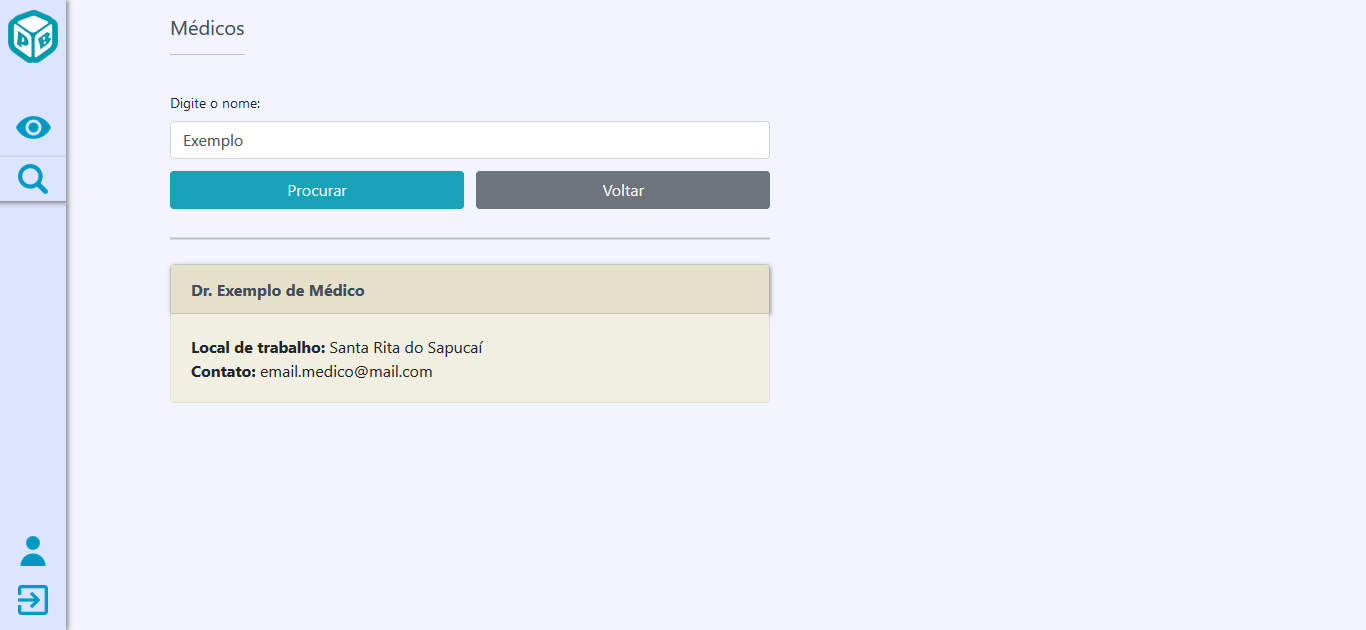 DB
Médicos
Digite o nome:
Exemplo
Procurar
Voltar
Dr. Exemplo de Médico
Local de trabalho: Santa Rita do Sapucaí
Contato: email.medico@mail.com